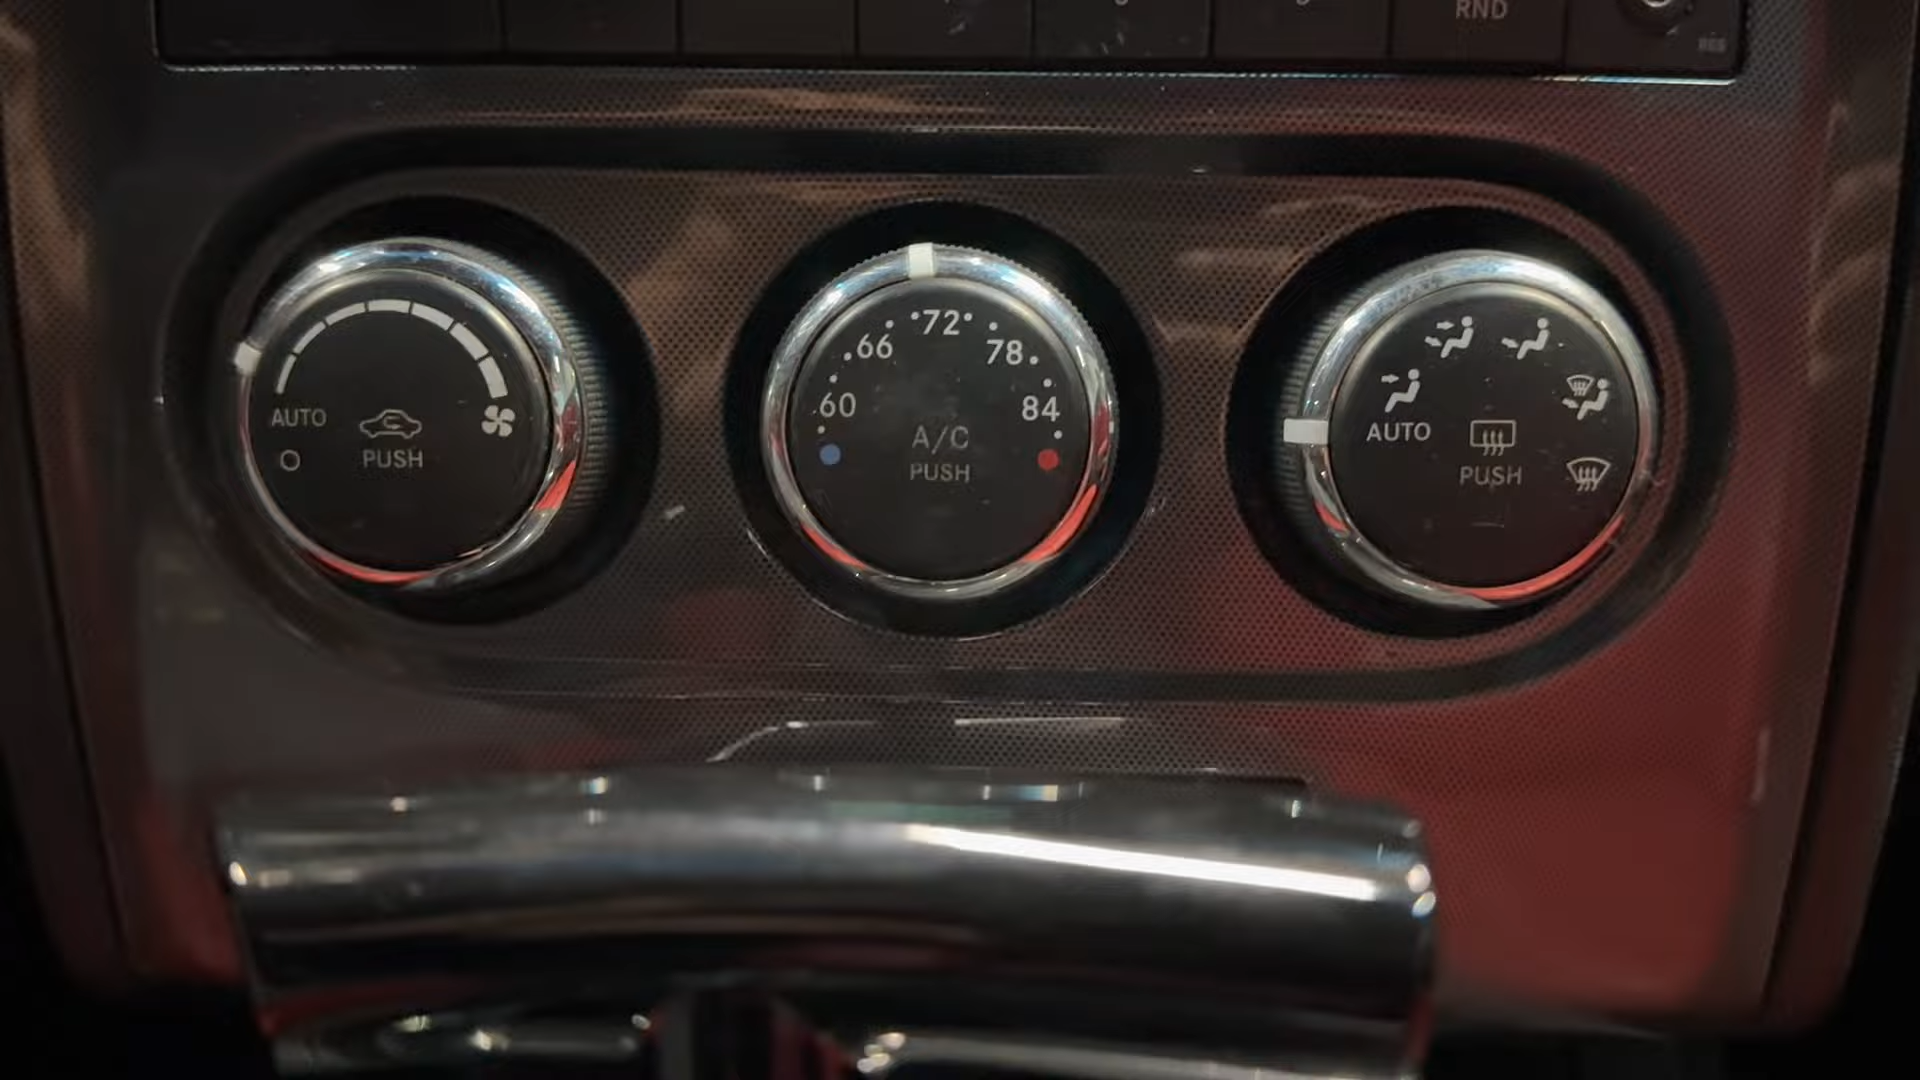 RND
AUTO
PUSH
60 66 72 78 84
A/C
PUSH
AUTO
PUSH